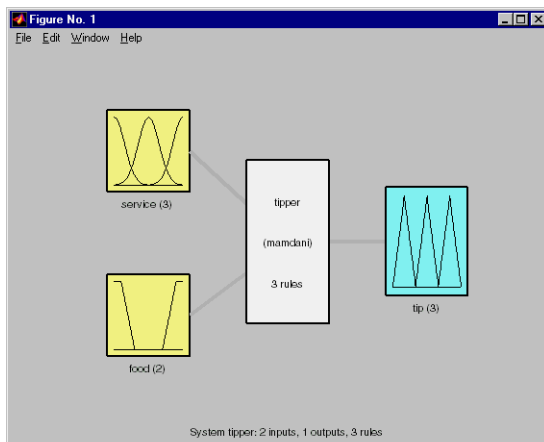 Figure No. 1
File Edit Window Help
service (3)
tipper
(mamdani)
3 rules
tip (3)
food (2)
System tipper: 2 inputs, 1 outputs, 3 rules